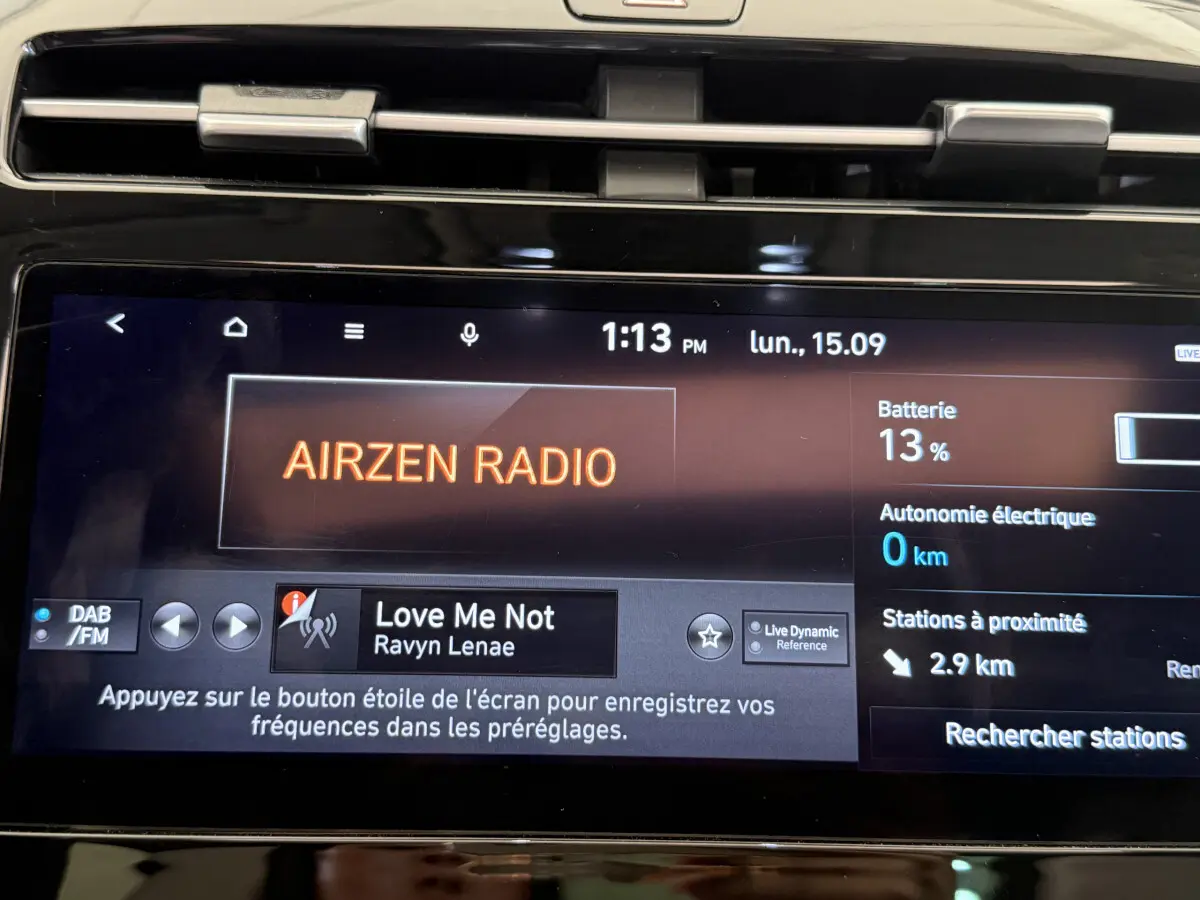 1:13 PM lun., 15.09
LIVE
AIRZEN RADIO
DAB
/FM
i
Love Me Not
Ravyn Lenae
Live Dynamic
Reference
Appuyez sur le bouton étoile de l'écran pour enregistrez vos
fréquences dans les préréglages.
Batterie
13 %
Autonomie électrique
0 km
Stations à proximité
2.9 km
Rechercher stations